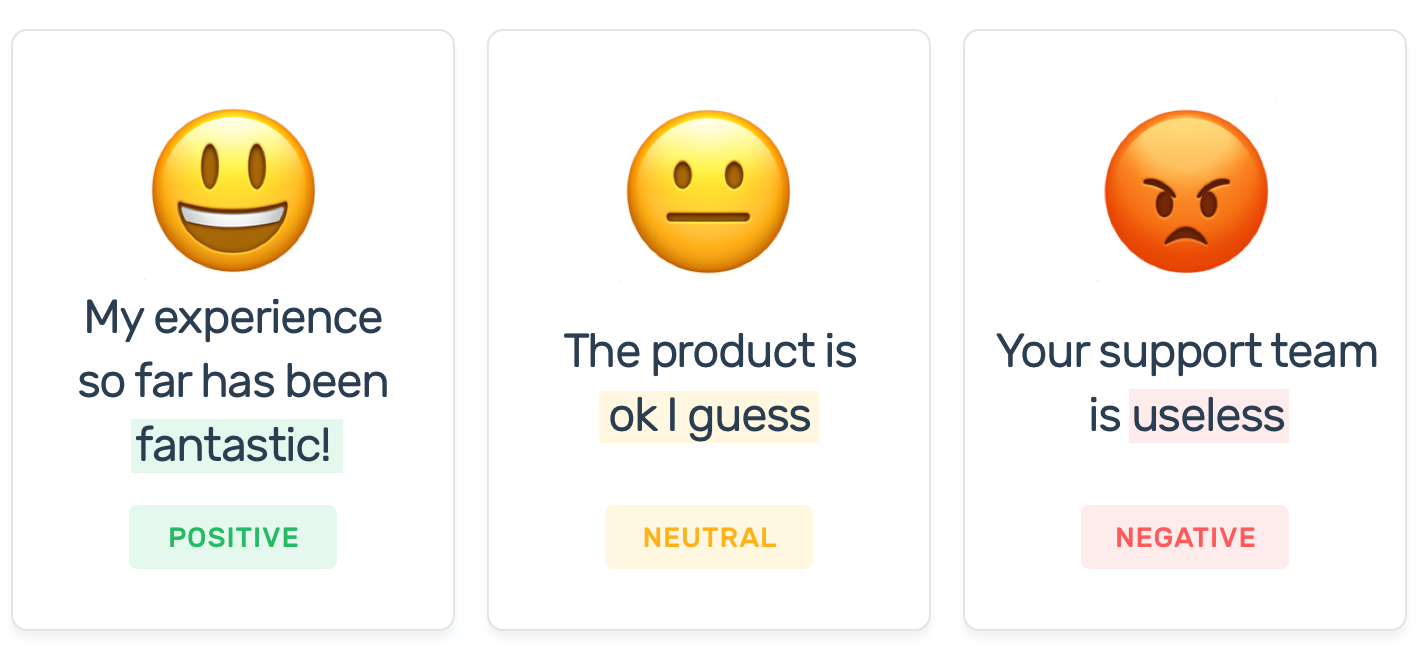 My experience
so far has been
fantastic!
POSITIVE
The product is
ok I guess
NEUTRAL
Your support team
is useless
NEGATIVE